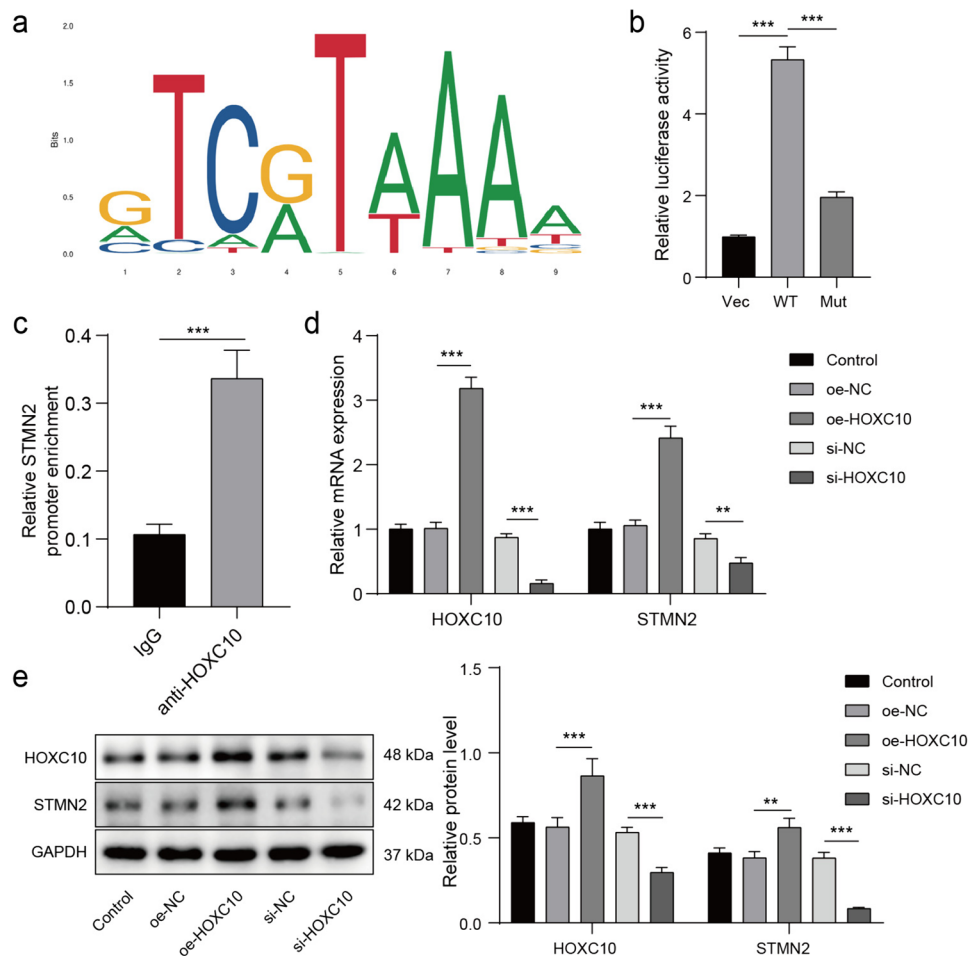 a
2.0
1.5
1.0
0.5
0.0
Bits
1 2 3 4 5 6 7 8 9
G
A
C
T
C
C
A
T
G
A
T
A
T
A
T
A
T
C
G
A
T
C
G
b
Relative luciferase activity
6
4
2
0
*** ***
Vec WT Mut
c
Relative STMN2
promoter enrichment
0.4
0.3
0.2
0.1
0.0
***
IgG
anti-HOXC10
d
Relative mRNA expression
4
3
2
1
0
*** *** *** **
HOXC10 STMN2
Control
oe-NC
oe-HOXC10
si-NC
si-HOXC10
e
HOXC10 48 kDa
STMN2 42 kDa
GAPDH 37 kDa
Control oe-NC oe-HOXC10 si-NC si-HOXC10
Relative protein level
1.5
1.0
0.5
0.0
*** *** ** ***
HOXC10 STMN2
Control
oe-NC
oe-HOXC10
si-NC
si-HOXC10